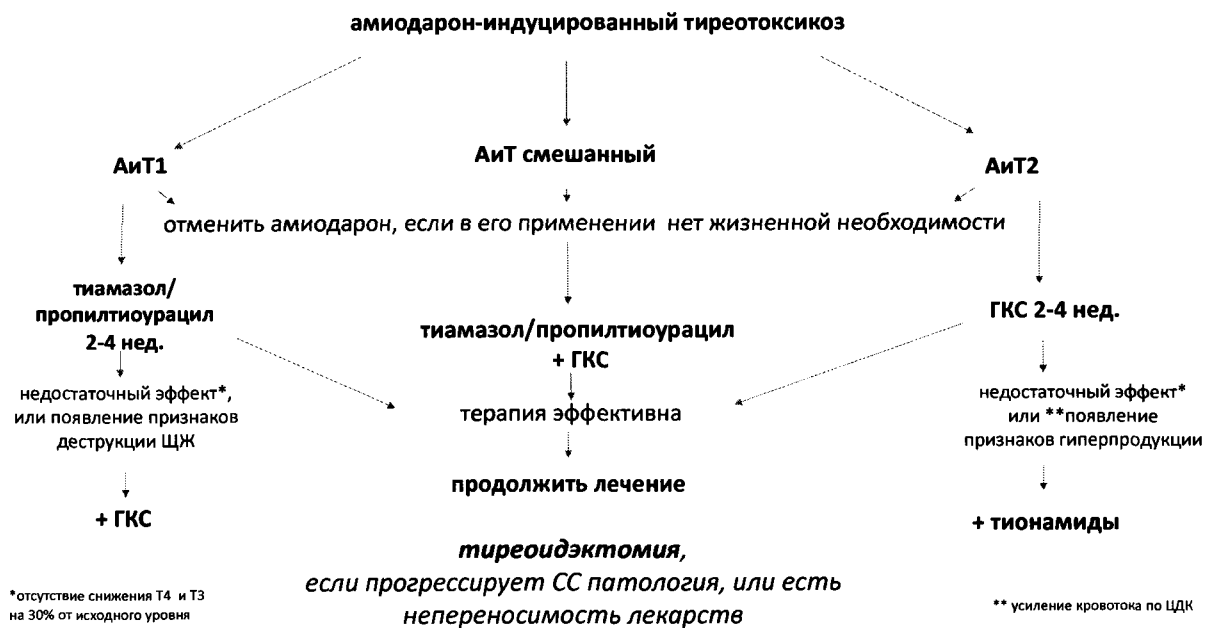 амиодарон-индуцированный тиреотоксикоз
АиТ1
АиТ смешанный
АиТ2
отменить амиодарон, если в его применении нет жизненной необходимости
тиамазол/
пропилтиоурацил
2-4 нед.
тиамазол/пропилтиоурацил
+ ГКС
ГКС 2-4 нед.
недостаточный эффект*,
или появление признаков
деструкции ЩЖ
терапия эффективна
недостаточный эффект*
или **появление
признаков гиперпродукции
+ ГКС
продолжить лечение
+ тионамиды
тиреоидэктомия,
если прогрессирует СС патология, или есть
непереносимость лекарств
*отсутствие снижения Т4 и Т3
на 30% от исходного уровня
** усиление кровотока по ЦДК